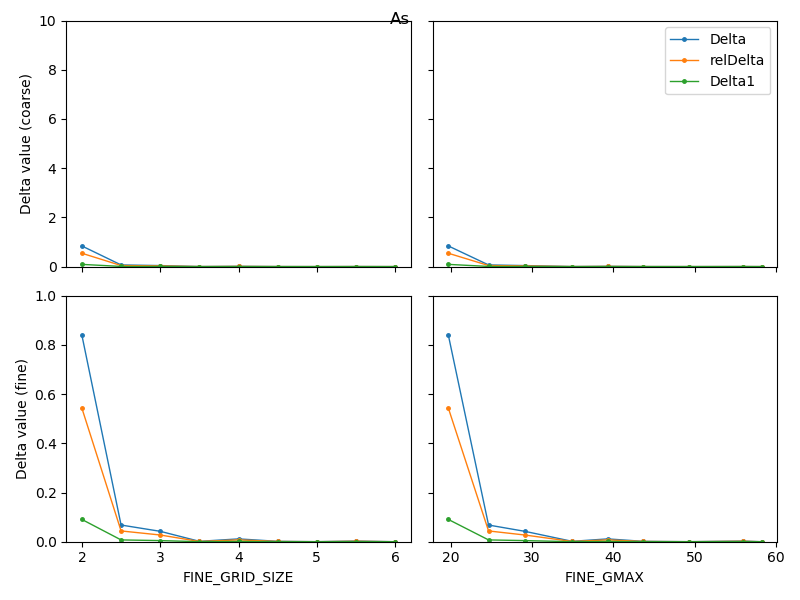 As
10
8
6
4
2
0
Delta value (coarse)
Delta
relDelta
Delta1
1.0
0.8
0.6
0.4
0.2
0.0
Delta value (fine)
2 3 4 5 6
FINE_GRID_SIZE
20 30 40 50 60
FINE_GMAX